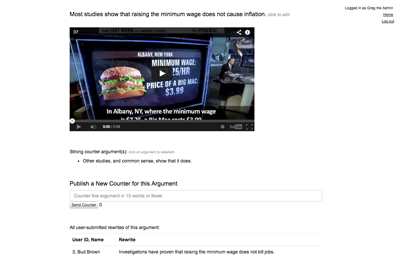 Logged in as Greg the Admin
Home
Log out
Most studies show that raising the minimum wage does not cause inflation. click to edit!
07
ALBANY, NEW YORK
MINIMUM WAGE:
25/HR
PRICE OF A BIG MAC:
$3.99
In Albany, NY, where the minimum wage
a Big Mac costs $3.99
0:00 / 0:00
YouTube
Strong counter argument(s): click on argument to view/edit
Other studies, and common sense, show that it does.
Publish a New Counter for this Argument
Counter this argument in 15 words or fewer
Send Counter 0
All user-submitted rewrites of this argument:
User ID, Name Rewrite
3, Bud Brown Investigations have proven that raising the minimum wage does not kill jobs.